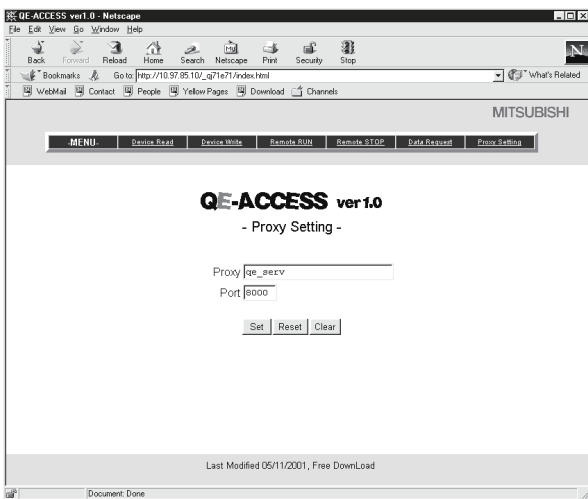 QE-ACCESS ver1.0 - Netscape
File Edit View Go Window Help
Back Forward Reload Home Search Netscape Print Security Stop
N
Bookmarks Go to: http://10.97.85.10/_qj71e71/index.html What's Related
WebMail Contact People Yellow Pages Download Channels
MITSUBISHI
-MENU- Device Read Device Write Remote RUN Remote STOP Data Request Proxy Setting
QE-ACCESS ver1.0
- Proxy Setting -
Proxy qe_serv
Port 8000
Set Reset Clear
Last Modified 05/11/2001, Free DownLoad
Document: Done